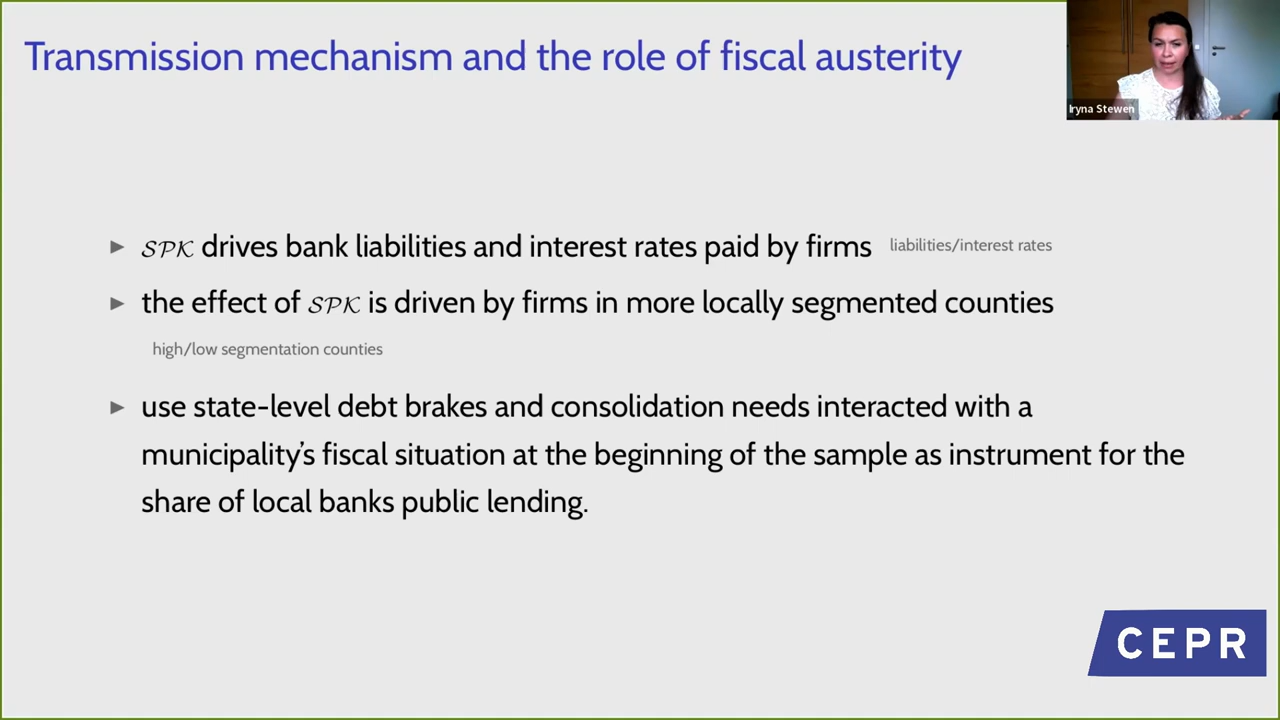 Transmission mechanism and the role of fiscal austerity
Iryna Stewen
► SPK drives bank liabilities and interest rates paid by firms liabilities/interest rates
► the effect of SPK is driven by firms in more locally segmented counties
high/low segmentation counties
► use state-level debt brakes and consolidation needs interacted with a
municipality's fiscal situation at the beginning of the sample as instrument for the
share of local banks public lending.
CEPR